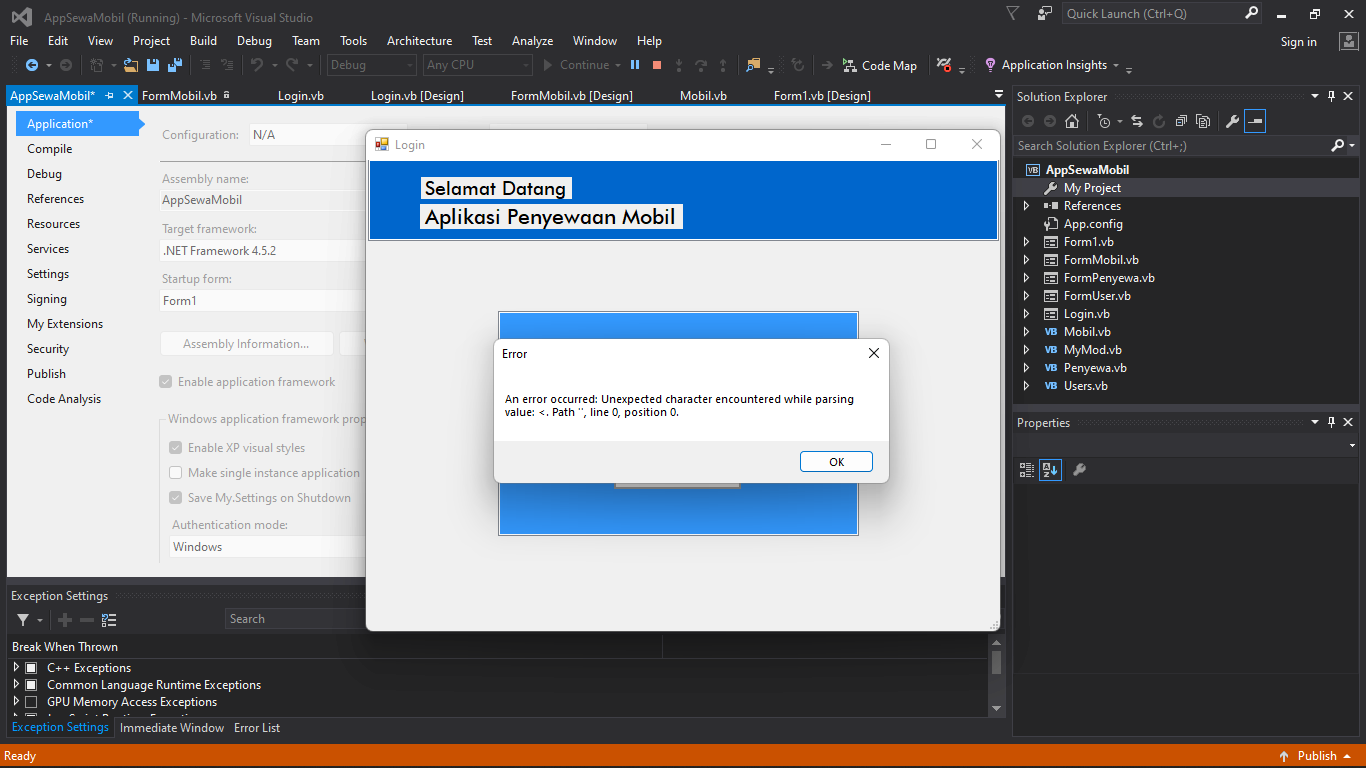 AppSewaMobil (Running) - Microsoft Visual Studio
Quick Launch (Ctrl+Q)
File Edit View Project Build Debug Team Tools Architecture Test Analyze Window Help
Sign in
Debug Any CPU Continue Code Map Application Insights
AppSewaMobil* FormMobil.vb Login.vb Login.vb [Design] FormMobil.vb [Design] Mobil.vb Form1.vb [Design]
Application*
Compile
Debug
References
Resources
Services
Settings
Signing
My Extensions
Security
Publish
Code Analysis
Configuration: N/A
Assembly name:
AppSewaMobil
Target framework:
.NET Framework 4.5.2
Startup form:
Form1
Assembly Information...
Enable application framework
Windows application framework prop
Enable XP visual styles
Make single instance application
Save My.Settings on Shutdown
Authentication mode:
Windows
Login
Selamat Datang
Aplikasi Penyewaan Mobil
Error
An error occurred: Unexpected character encountered while parsing
value: <. Path '', line 0, position 0.
OK
Solution Explorer
Search Solution Explorer (Ctrl+;)
VB AppSewaMobil
My Project
References
App.config
Form1.vb
FormMobil.vb
FormPenyewa.vb
FormUser.vb
Login.vb
VB Mobil.vb
VB MyMod.vb
VB Penyewa.vb
VB Users.vb
Properties
Exception Settings
Search
Break When Thrown
C++ Exceptions
Common Language Runtime Exceptions
GPU Memory Access Exceptions
Exception Settings Immediate Window Error List
Ready
Publish